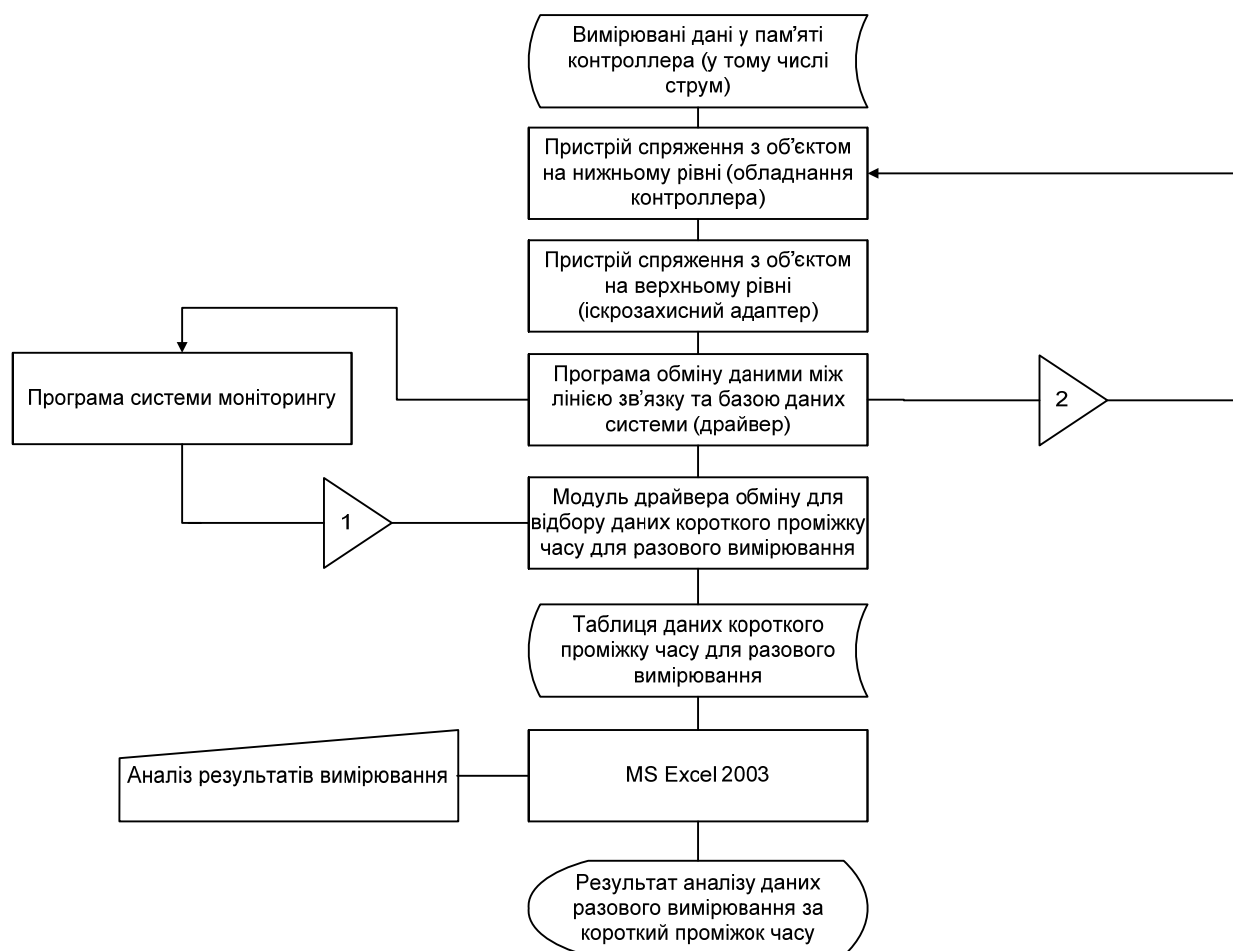 Вимірювані дані у пам'яті
контроллера (у тому числі
струм)
Пристрій спряження з об'єктом
на нижньому рівні (обладнання
контроллера)
Пристрій спряження з об'єктом
на верхньому рівні
(іскрозахисний адаптер)
Програма системи моніторингу
Програма обміну даними між
лінією зв'язку та базою даних
системи (драйвер)
2
1
Модуль драйвера обміну для
відбору даних короткого проміжку
часу для разового вимірювання
Таблиця даних короткого
проміжку часу для разового
вимірювання
Аналіз результатів вимірювання
MS Excel 2003
Результат аналізу даних
разового вимірювання за
короткий проміжок часу